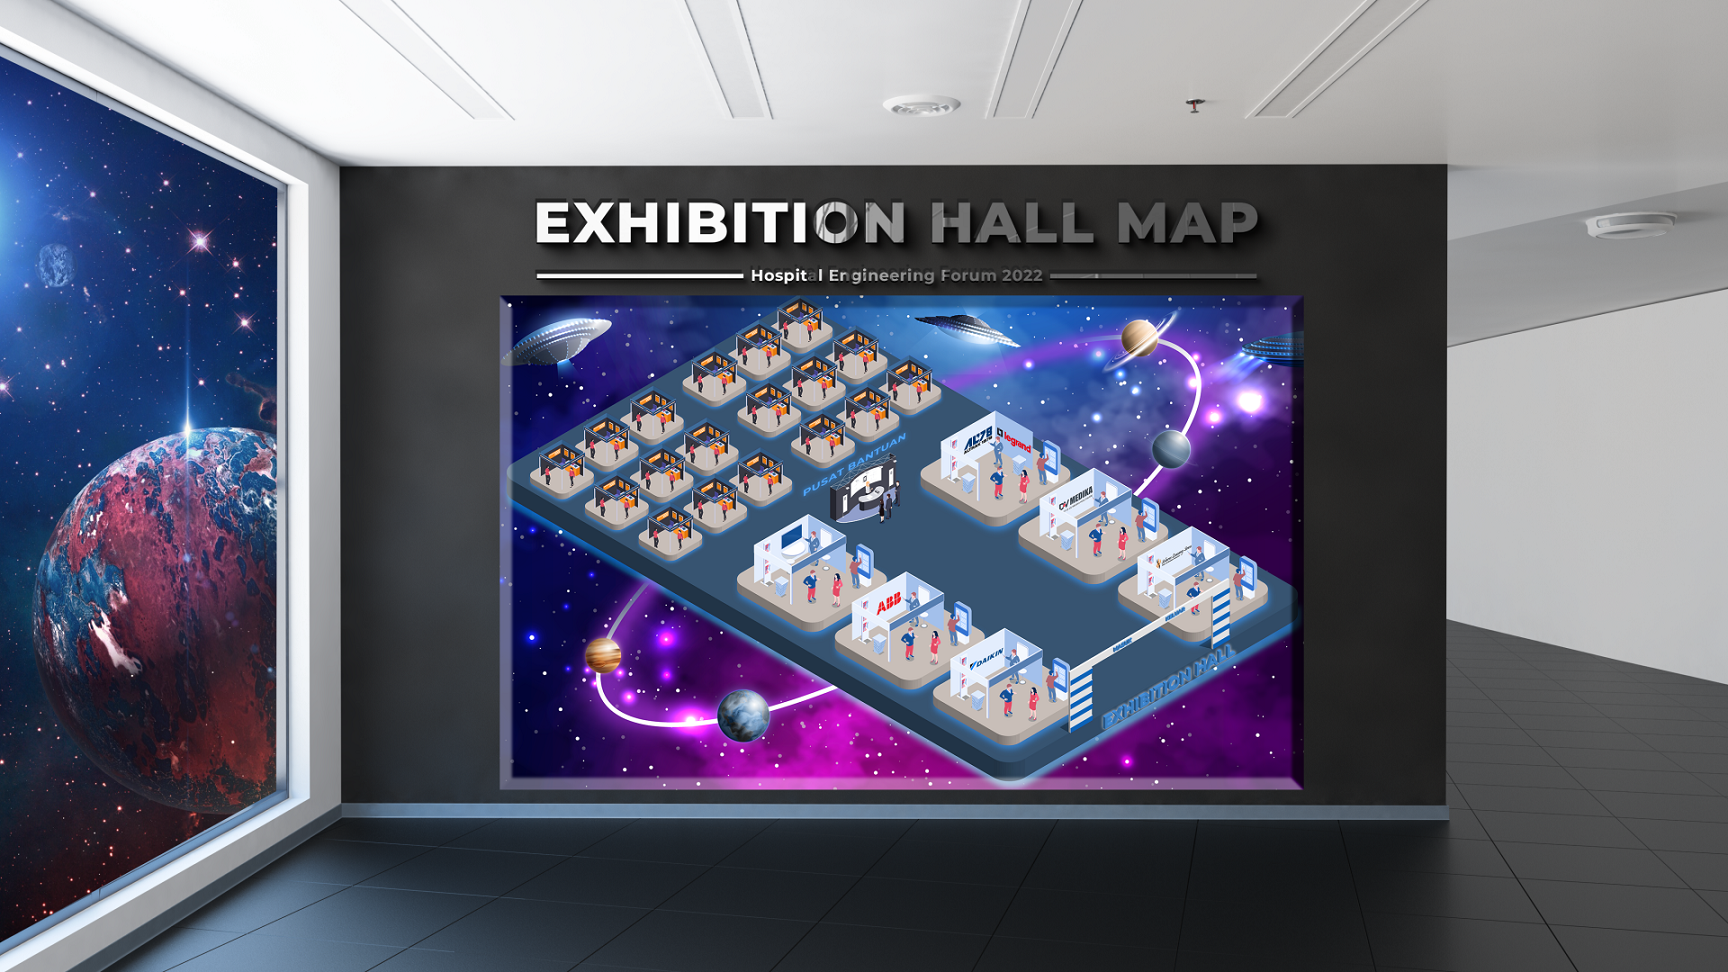 EXHIBITION HALL MAP
Hospital Engineering Forum 2022
PUSAT BANTUAN
legrand
MEDIKA
ABB
DAIKIN
EXHIBITION HALL